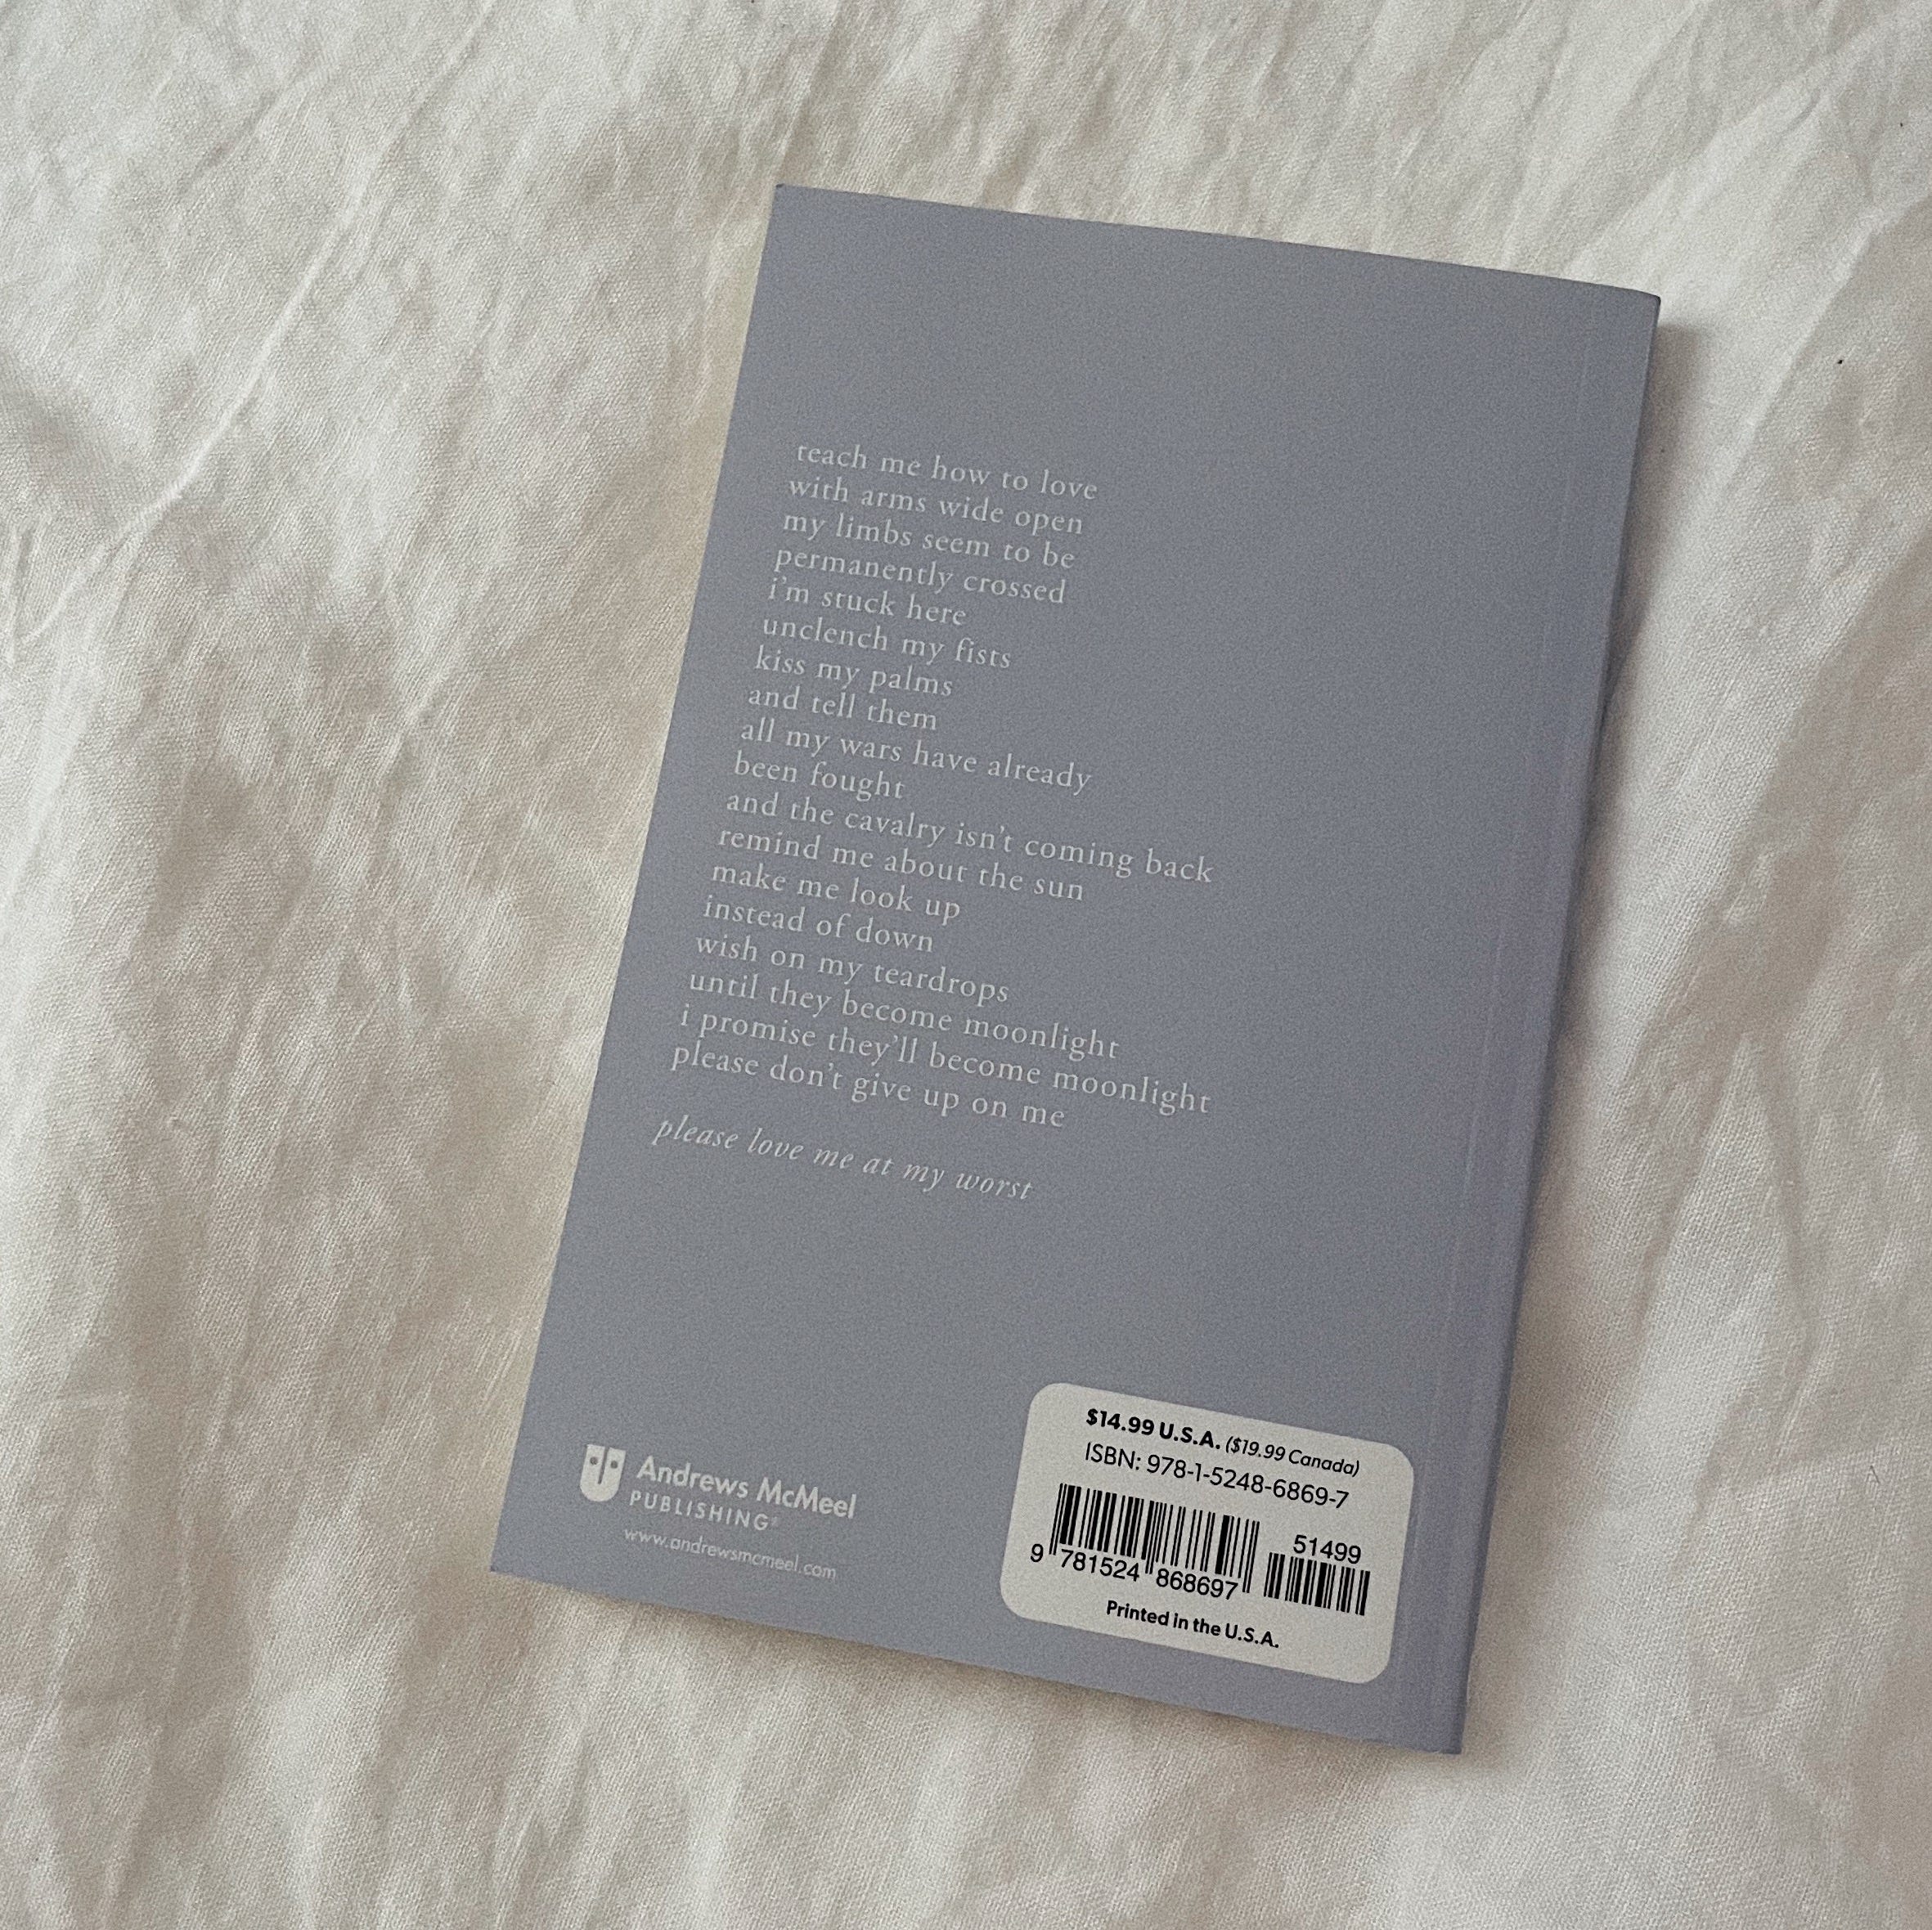 teach me how to love
with arms wide open
my limbs seem to be
permanently crossed
i'm stuck here
unclench my fists
kiss my palms
and tell them
all my wars have already
been fought
and the cavalry isn't coming back
remind me about the sun
make me look up
instead of down
wish on my teardrops
until they become moonlight
i promise they'll become moonlight
please don't give up on me
please love me at my worst
Andrews McMeel
PUBLISHING®
www.andrewsmcmeel.com
$14.99 U.S.A. ($19.99 Canada)
ISBN: 978-1-5248-6869-7
51499
9 781524 868697
Printed in the U.S.A.